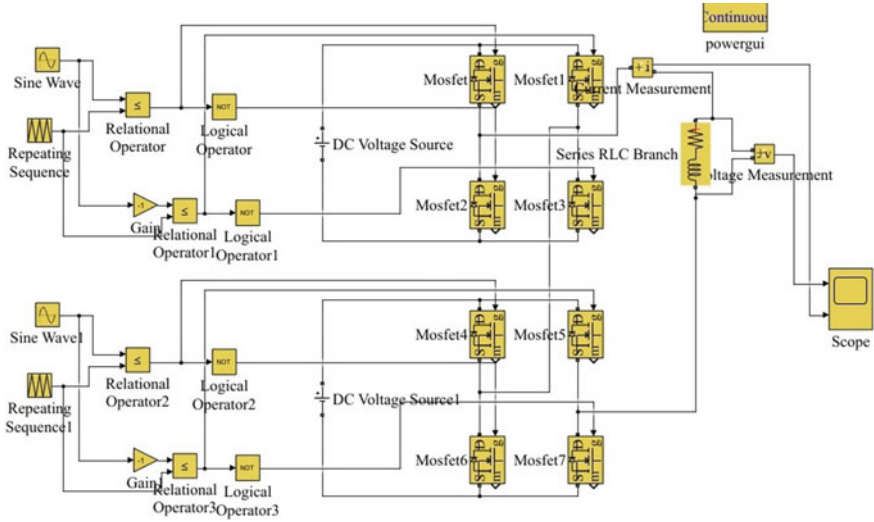 Continuous
powergui
Sine Wave
≤
NOT
Relational
Operator
Logical
Operator
Repeating
Sequence
-1
Gain
≤
Relational
Operator1
NOT
Logical
Operator1
DC Voltage Source
Mosfet
Mosfet1
Mosfet2
Mosfet3
+ i
Current Measurement
Series RLC Branch
+v
Voltage Measurement
Scope
Sine Wave1
≤
NOT
Relational
Operator2
Logical
Operator2
Repeating
Sequence1
-1
Gain1
≤
Relational
Operator3
NOT
Logical
Operator3
DC Voltage Source1
Mosfet4
Mosfet5
Mosfet6
Mosfet7